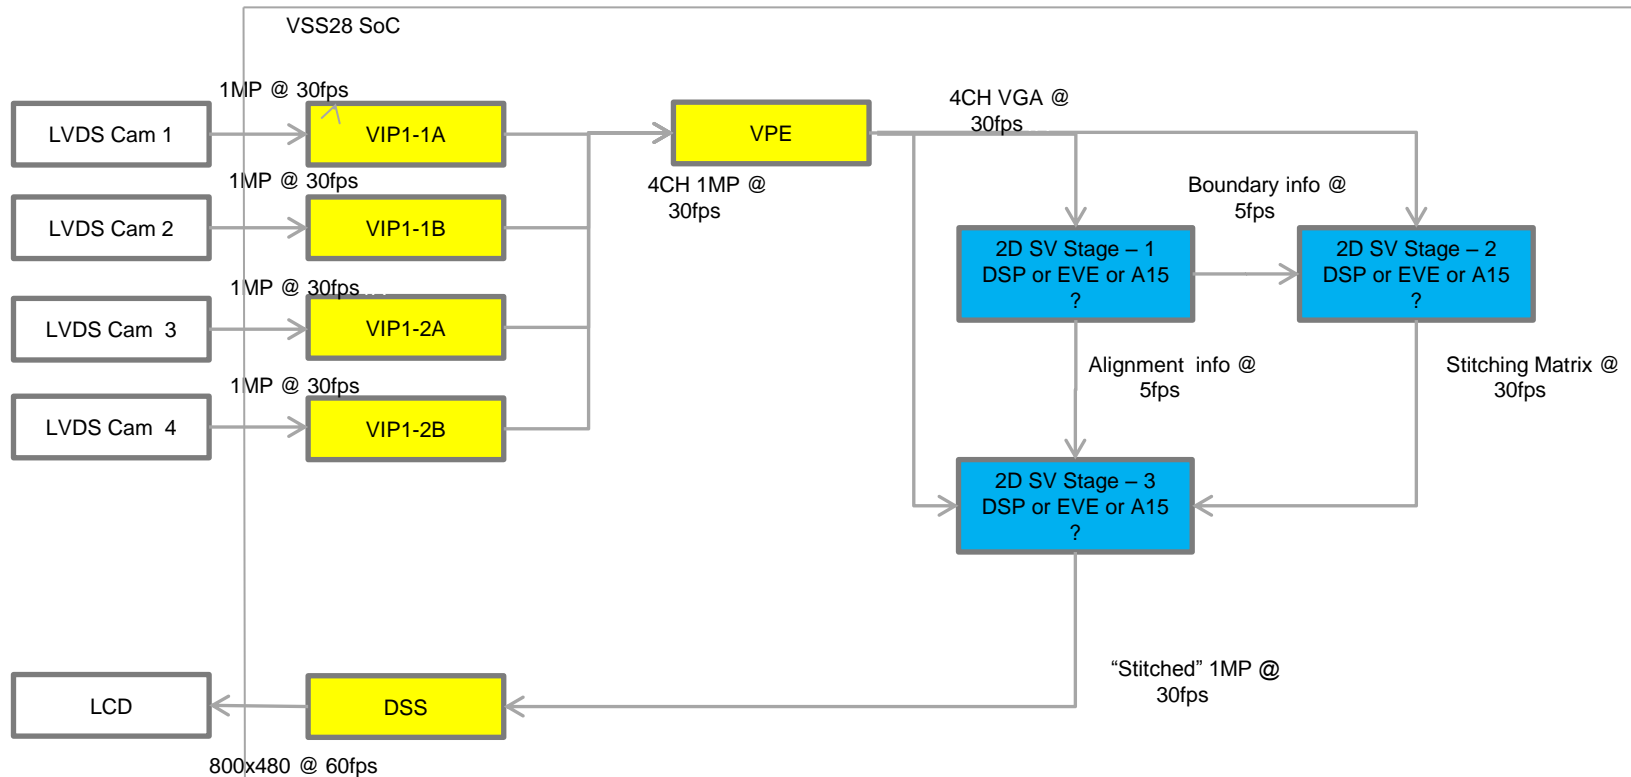 VSS28 SoC
1MP @ 30fps
LVDS Cam 1
VIP1-1A
VPE
4CH VGA @
30fps
1MP @ 30fps
4CH 1MP @
30fps
Boundary info @
5fps
LVDS Cam 2
VIP1-1B
2D SV Stage – 1
DSP or EVE or A15
?
2D SV Stage – 2
DSP or EVE or A15
?
1MP @ 30fps
LVDS Cam  3
VIP1-2A
Alignment  info @
5fps
Stitching Matrix @
30fps
1MP @ 30fps
LVDS Cam  4
VIP1-2B
2D SV Stage – 3
DSP or EVE or A15
?
“Stitched” 1MP @
30fps
LCD
DSS
800x480 @ 60fps